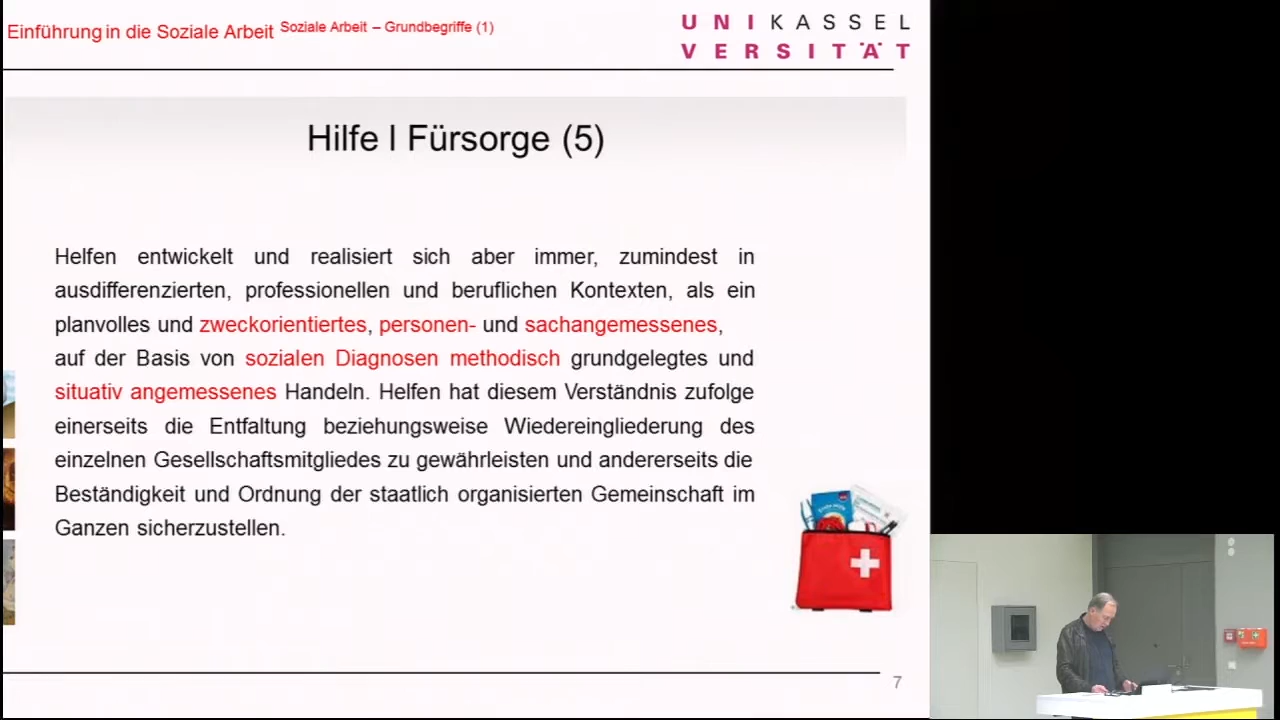 Einführung in die Soziale Arbeit Soziale Arbeit – Grundbegriffe (1)
UNIKASSEL
VERSITÄT
Hilfe I Fürsorge (5)
Helfen entwickelt und realisiert sich aber immer, zumindest in
ausdifferenzierten, professionellen und beruflichen Kontexten, als ein
planvolles und zweckorientiertes, personen- und sachangemessenes,
auf der Basis von sozialen Diagnosen methodisch grundgelegtes und
situativ angemessenes Handeln. Helfen hat diesem Verständnis zufolge
einerseits die Entfaltung beziehungsweise Wiedereingliederung des
einzelnen Gesellschaftsmitgliedes zu gewährleisten und andererseits die
Beständigkeit und Ordnung der staatlich organisierten Gemeinschaft im
Ganzen sicherzustellen.
7